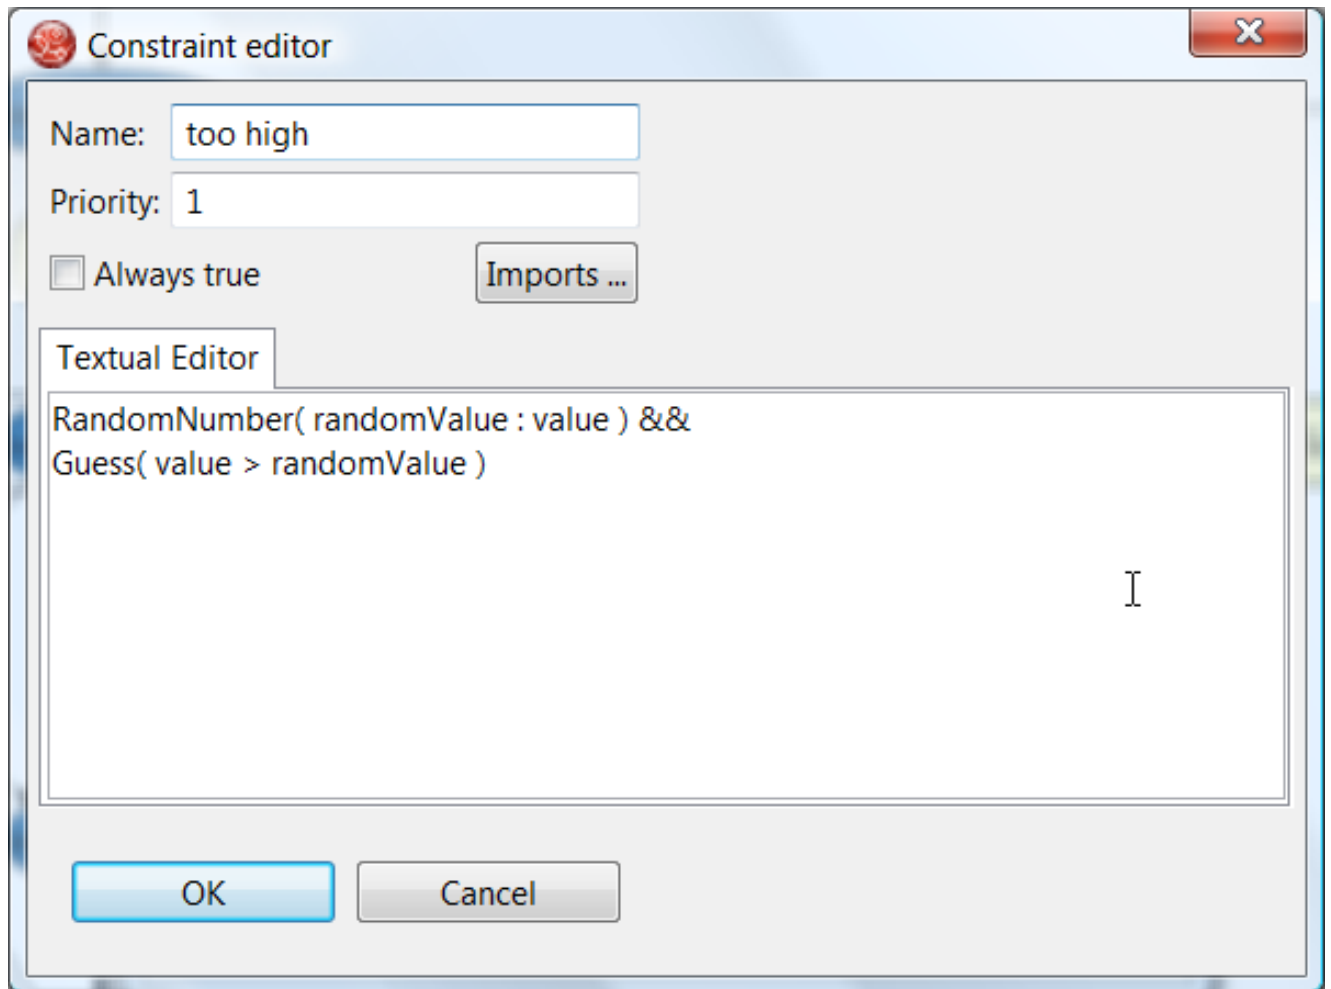 Constraint editor
Name: too high
Priority: 1
Always true Imports ...
Textual Editor
RandomNumber( randomValue : value ) &&
Guess( value > randomValue )
OK Cancel